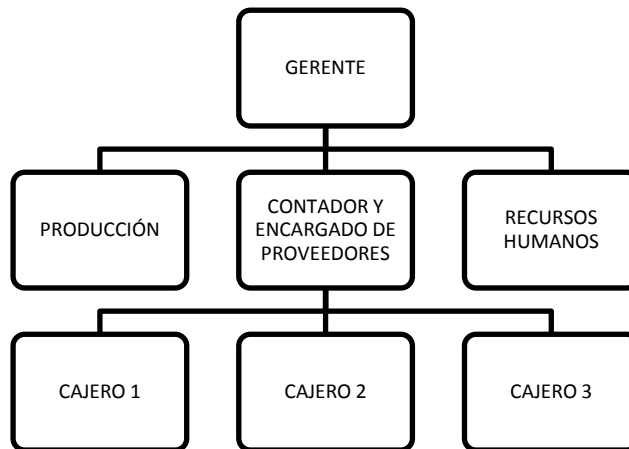 GERENTE
PRODUCCIÓN
CONTADOR Y
ENCARGADO DE
PROVEEDORES
RECURSOS
HUMANOS
CAJERO 1
CAJERO 2
CAJERO 3